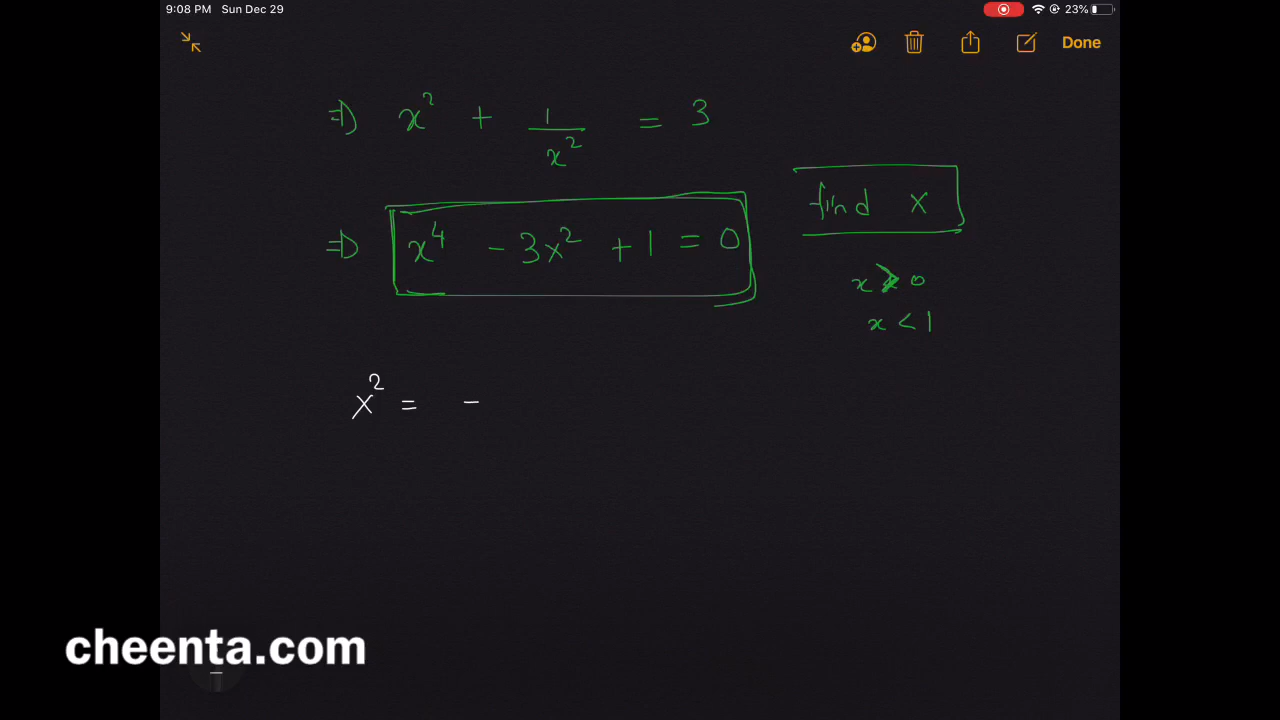 9:08 PM Sun Dec 29 23%
Done
⇒ x² + 1/x² = 3
find x
⇒ x⁴ - 3x² + 1 = 0
x > 0
x < 1
x² = -
cheenta.com